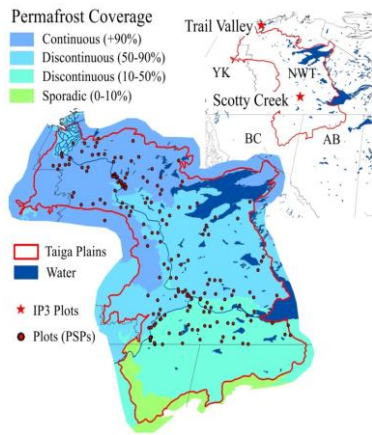 Permafrost Coverage
Continuous (+90%)
Discontinuous (50-90%)
Discontinuous (10-50%)
Sporadic (0-10%)
Trail Valley
YK
NWT
Scotty Creek
BC
AB
Taiga Plains
Water
IP3 Plots
Plots (PSPs)